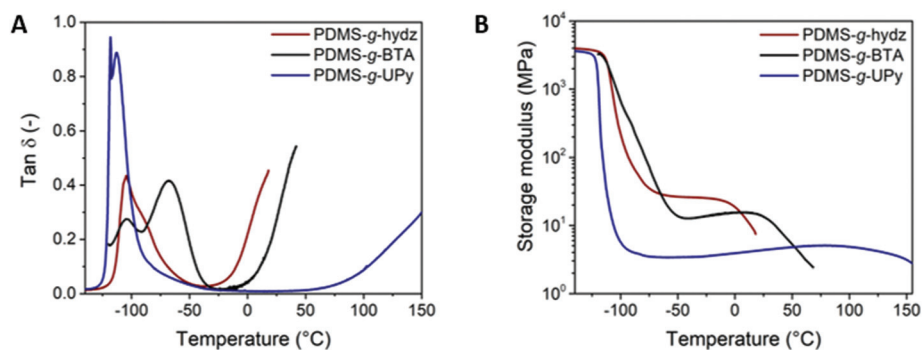 A
1.0
0.8
0.6
0.4
0.2
0.0
Tan δ (-)
PDMS-g-hydz
PDMS-g-BTA
PDMS-g-UPy
-100
-50
0
50
100
150
Temperature (°C)
B
10⁴
10³
10²
10¹
10⁰
Storage modulus (MPa)
PDMS-g-hydz
PDMS-g-BTA
PDMS-g-UPy
-100
-50
0
50
100
150
Temperature (°C)